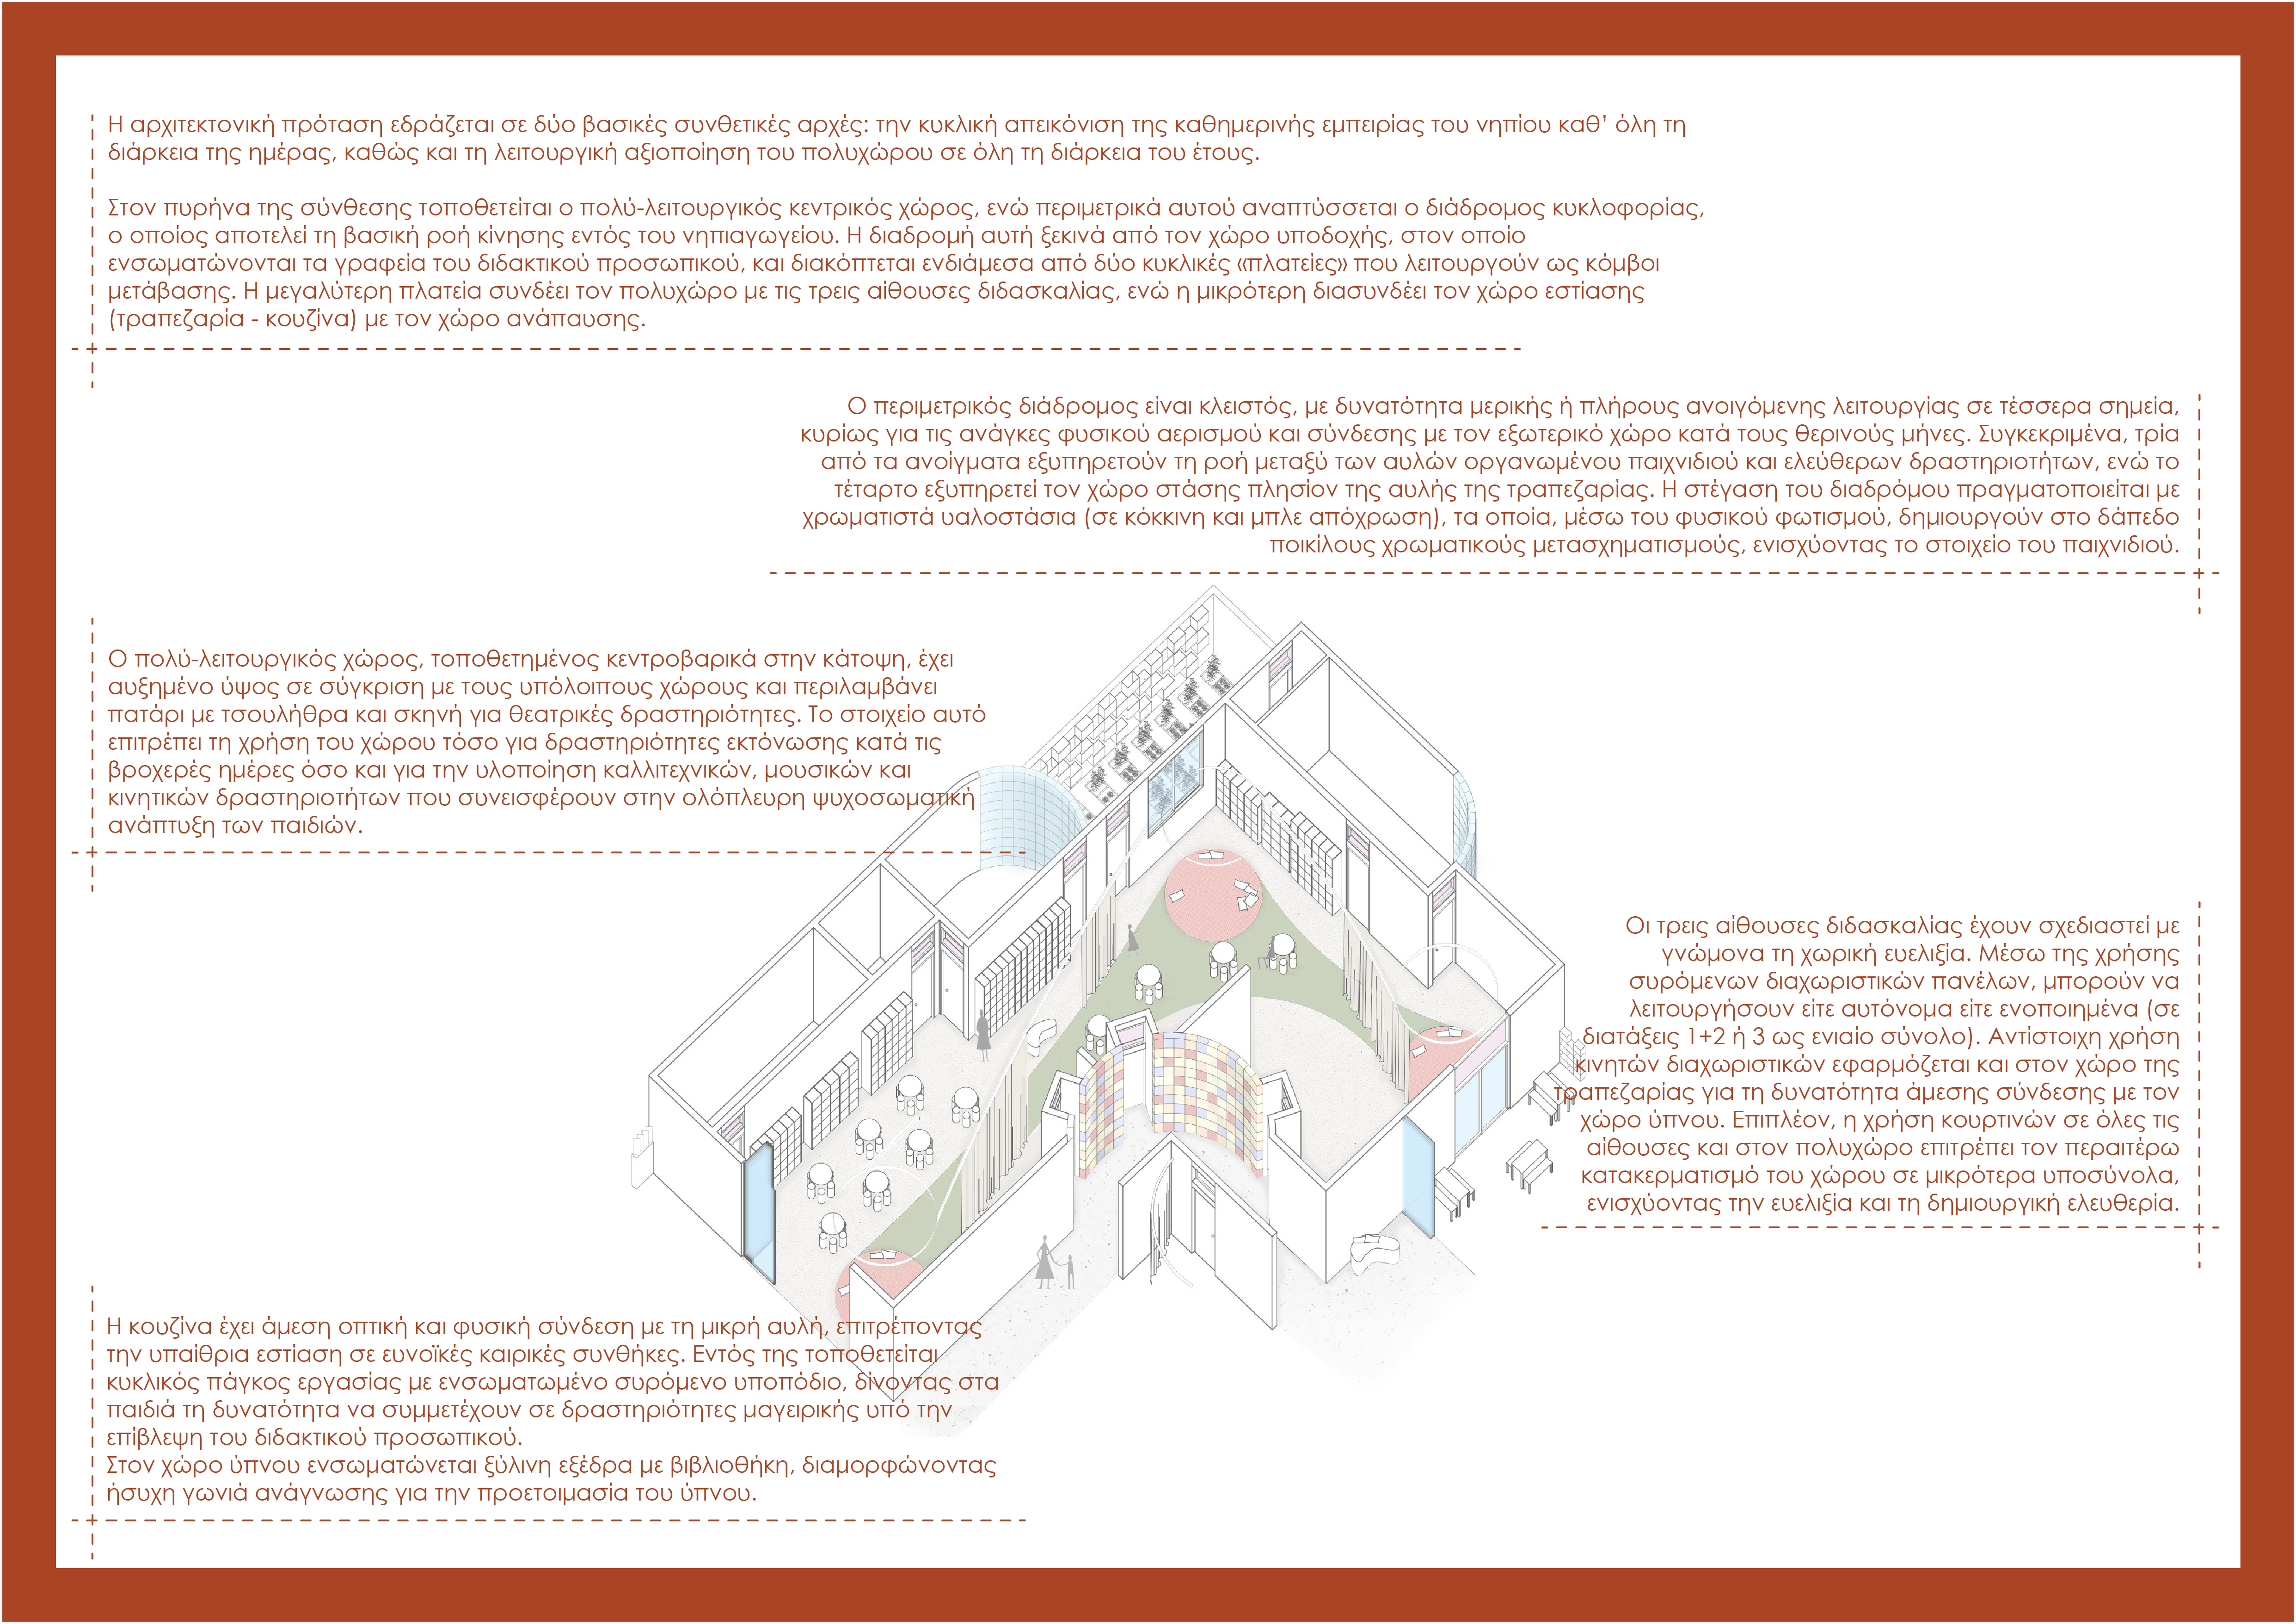 Η αρχιτεκτονική πρόταση εδράζεται σε δύο βασικές συνθετικές αρχές: την κυκλική απεικόνιση της καθημερινής εμπειρίας του νηπίου καθ’ όλη τη
διάρκεια της ημέρας, καθώς και τη λειτουργική αξιοποίηση του πολυχώρου σε όλη τη διάρκεια του έτους.
Στον πυρήνα της σύνθεσης τοποθετείται ο πολύ-λειτουργικός κεντρικός χώρος, ενώ περιμετρικά αυτού αναπτύσσεται ο διάδρομος κυκλοφορίας,
ο οποίος αποτελεί τη βασική ροή κίνησης εντός του νηπιαγωγείου. Η διαδρομή αυτή ξεκινά από τον χώρο υποδοχής, στον οποίο
ενσωματώνονται τα γραφεία του διδακτικού προσωπικού, και διακόπτεται ενδιάμεσα από δύο κυκλικές «πλατείες» που λειτουργούν ως κόμβοι
μετάβασης. Η μεγαλύτερη πλατεία συνδέει τον πολυχώρο με τις τρεις αίθουσες διδασκαλίας, ενώ η μικρότερη διασυνδέει τον χώρο εστίασης
(τραπεζαρία - κουζίνα) με τον χώρο ανάπαυσης.
Ο περιμετρικός διάδρομος είναι κλειστός, με δυνατότητα μερικής ή πλήρους ανοιγόμενης λειτουργίας σε τέσσερα σημεία,
κυρίως για τις ανάγκες φυσικού αερισμού και σύνδεσης με τον εξωτερικό χώρο κατά τους θερινούς μήνες. Συγκεκριμένα, τρία
από τα ανοίγματα εξυπηρετούν τη ροή μεταξύ των αυλών οργανωμένου παιχνιδιού και ελεύθερων δραστηριοτήτων, ενώ το
τέταρτο εξυπηρετεί τον χώρο στάσης πλησίον της αυλής της τραπεζαρίας. Η στέγαση του διαδρόμου πραγματοποιείται με
χρωματιστά υαλοστάσια (σε κόκκινη και μπλε απόχρωση), τα οποία, μέσω του φυσικού φωτισμού, δημιουργούν στο δάπεδο
ποικίλους χρωματικούς μετασχηματισμούς, ενισχύοντας το στοιχείο του παιχνιδιού.
Ο πολύ-λειτουργικός χώρος, τοποθετημένος κεντροβαρικά στην κάτοψη, έχει
αυξημένο ύψος σε σύγκριση με τους υπόλοιπους χώρους και περιλαμβάνει
πατάρι με τσουλήθρα και σκηνή για θεατρικές δραστηριότητες. Το στοιχείο αυτό
επιτρέπει τη χρήση του χώρου τόσο για δραστηριότητες εκτόνωσης κατά τις
βροχερές ημέρες όσο και για την υλοποίηση καλλιτεχνικών, μουσικών και
κινητικών δραστηριοτήτων που συνεισφέρουν στην ολόπλευρη ψυχοσωματική
ανάπτυξη των παιδιών.
Οι τρεις αίθουσες διδασκαλίας έχουν σχεδιαστεί με
γνώμονα τη χωρική ευελιξία. Μέσω της χρήσης
συρόμενων διαχωριστικών πανέλων, μπορούν να
λειτουργήσουν είτε αυτόνομα είτε ενοποιημένα (σε
διατάξεις 1+2 ή 3 ως ενιαίο σύνολο). Αντίστοιχη χρήση
κινητών διαχωριστικών εφαρμόζεται και στον χώρο της
τραπεζαρίας για τη δυνατότητα άμεσης σύνδεσης με τον
χώρο ύπνου. Επιπλέον, η χρήση κουρτινών σε όλες τις
αίθουσες και στον πολυχώρο επιτρέπει τον περαιτέρω
κατακερματισμό του χώρου σε μικρότερα υποσύνολα,
ενισχύοντας την ευελιξία και τη δημιουργική ελευθερία.
Η κουζίνα έχει άμεση οπτική και φυσική σύνδεση με τη μικρή αυλή, επιτρέποντας
την υπαίθρια εστίαση σε ευνοϊκές καιρικές συνθήκες. Εντός της τοποθετείται
κυκλικός πάγκος εργασίας με ενσωματωμένο συρόμενο υποπόδιο, δίνοντας στα
παιδιά τη δυνατότητα να συμμετέχουν σε δραστηριότητες μαγειρικής υπό την
επίβλεψη του διδακτικού προσωπικού.
Στον χώρο ύπνου ενσωματώνεται ξύλινη εξέδρα με βιβλιοθήκη, διαμορφώνοντας
ήσυχη γωνιά ανάγνωσης για την προετοιμασία του ύπνου.